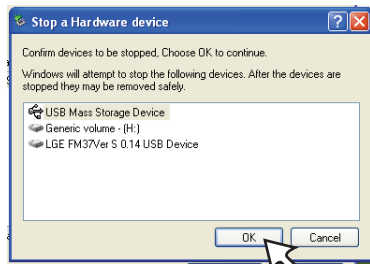 Stop a Hardware device
Confirm devices to be stopped, Choose OK to continue.
Windows will attempt to stop the following devices. After the devices are
stopped they may be removed safely.
USB Mass Storage Device
Generic volume - (H:)
LGE FM37Ver S 0.14 USB Device
OK Cancel